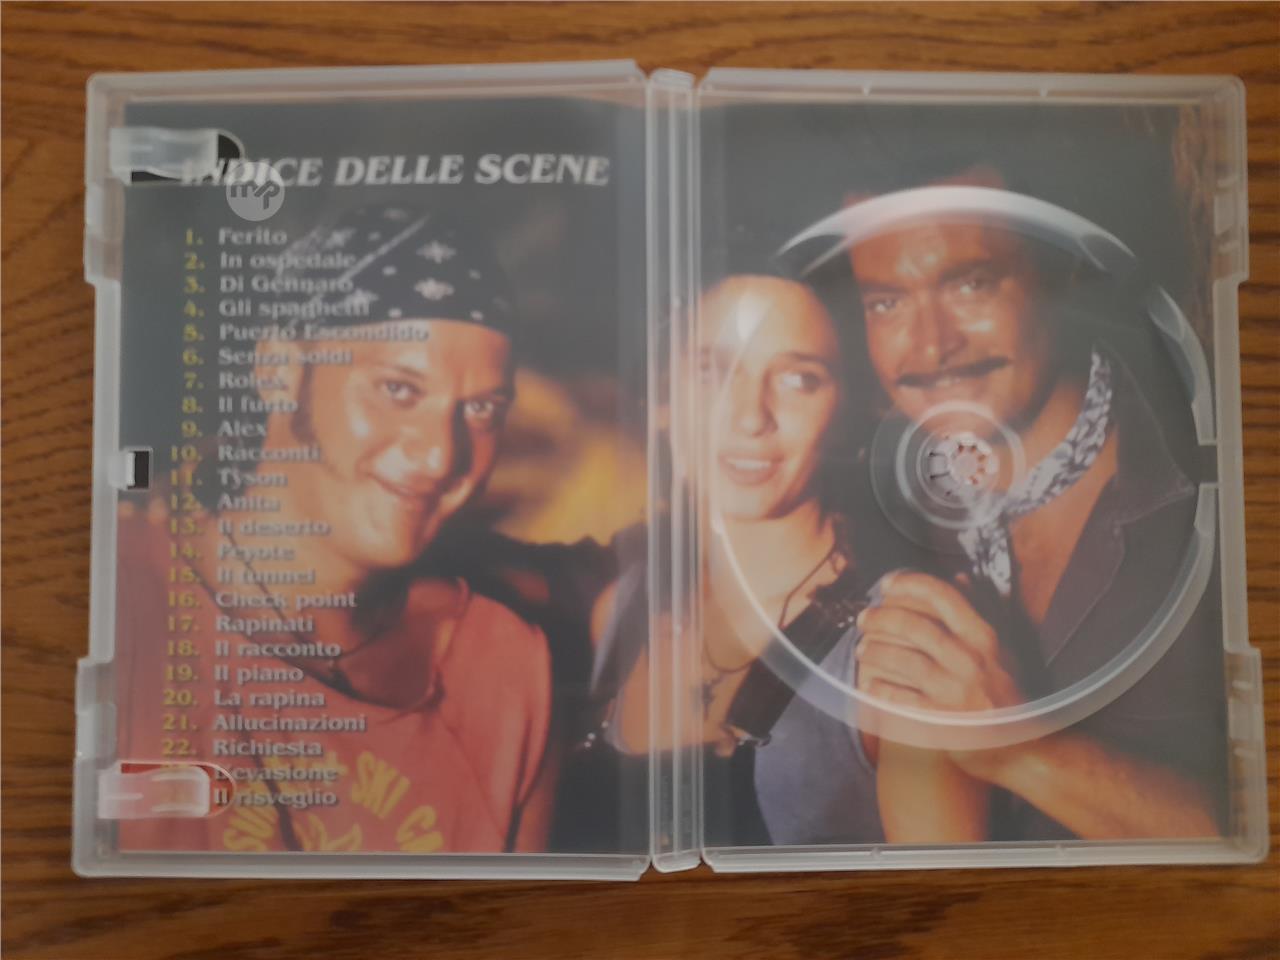 INDICE DELLE SCENE
mp
1. Ferito
2. In ospedale
3. Di Gennaro
4. Gli spaghetti
5. Puerto Escondido
6. Senza soldi
7. Rolex
8. Il furto
9. Alex
10. Racconti
11. Tyson
12. Anita
13. Il deserto
14. Peyote
15. Il tunnel
16. Check point
17. Rapinati
18. Il racconto
19. Il piano
20. La rapina
21. Allucinazioni
22. Richiesta
L'evasione
Il risveglio
SKI